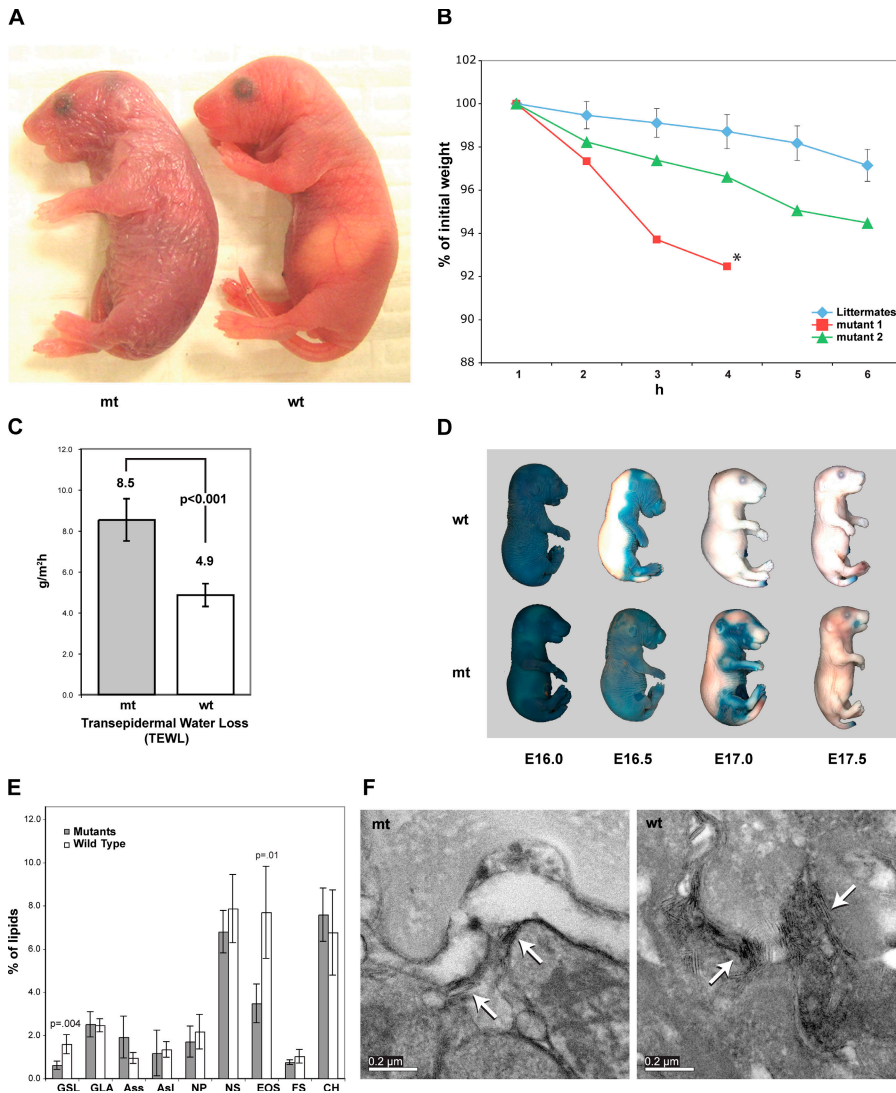 A
mt wt
B
102
100
98
96
94
92
90
88
% of initial weight
*
Littermates
mutant 1
mutant 2
1 2 3 4 5 6
h
C
12.0
10.0
8.0
6.0
4.0
2.0
0.0
g/m²h
8.5
p<0.001
4.9
mt wt
Transepidermal Water Loss
(TEWL)
D
wt
mt
E16.0 E16.5 E17.0 E17.5
E
Mutants
Wild Type
12.0
10.0
8.0
6.0
4.0
2.0
0.0
% of lipids
p=.004
p=.01
GSL GLA Ass Asl NP NS EOS FS CH
F
mt
0.2 µm
wt
0.2 µm